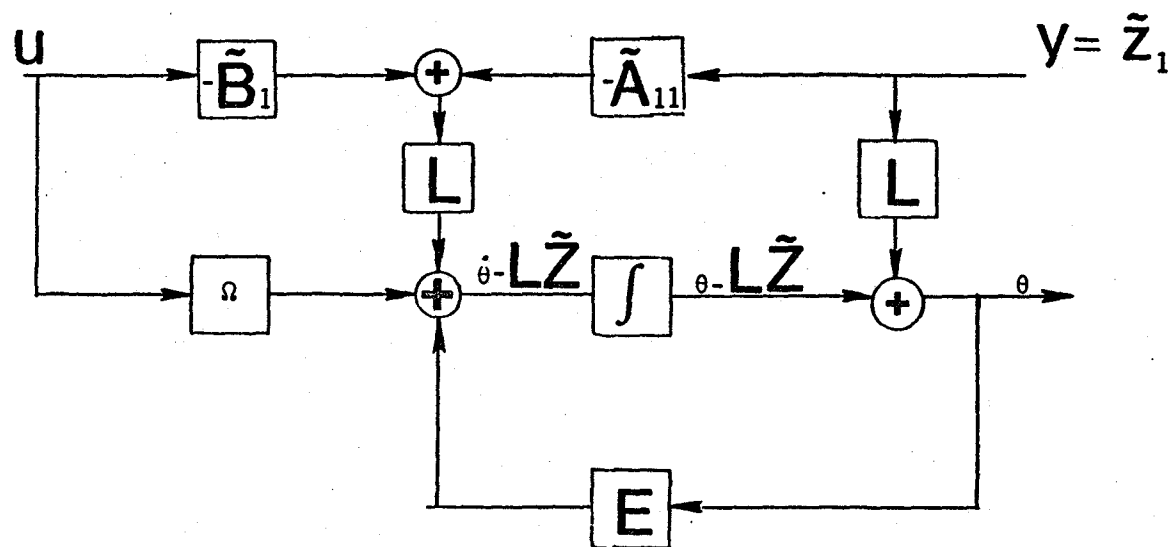 u
-B̃₁
+
-Ã₁₁
y = z̃₁
L
L
Ω
+
θ̇-LZ̃
∫
θ-LZ̃
+
θ
E